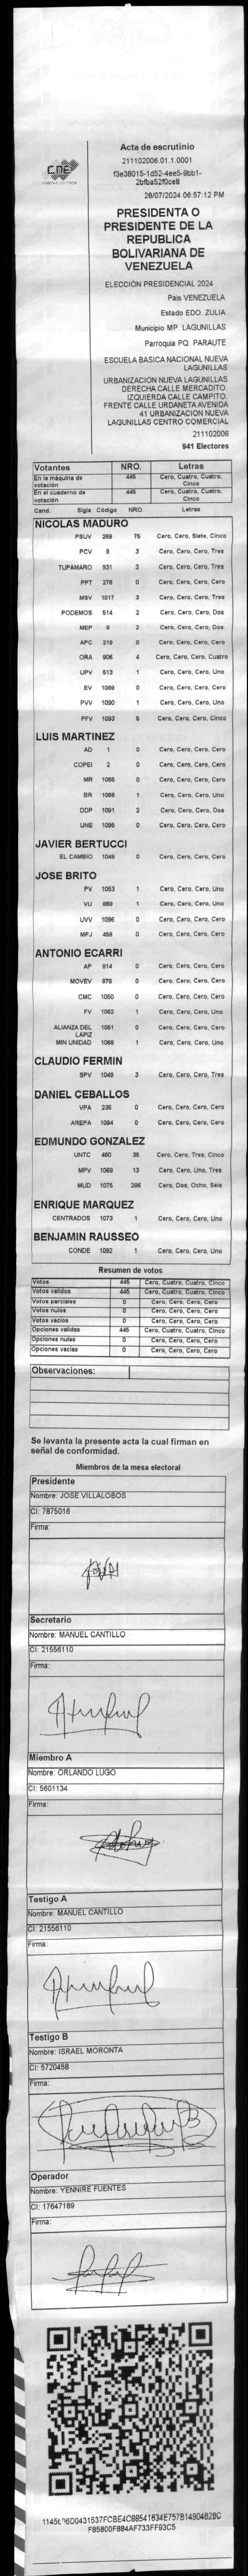 CNE
Acta de escrutinio
211102006.01.1.0001
f3e38015-1d52-4ee5-9bb1-
2bfba52f0ce8
28/07/2024 06:57:12 PM
PRESIDENTA O
PRESIDENTE DE LA
REPUBLICA
BOLIVARIANA DE
VENEZUELA
ELECCIÓN PRESIDENCIAL 2024
Pais VENEZUELA
Estado EDO. ZULIA
Municipio MP. LAGUNILLAS
Parroquia PQ. PARAUTE
ESCUELA BASICA NACIONAL NUEVA
LAGUNILLAS
URBANIZACION NUEVA LAGUNILLAS
DERECHA CALLE MERCADITO.
IZQUIERDA CALLE CAMPITO.
FRENTE CALLE URDANETA AVENIDA
41 URBANIZACION NUEVA
LAGUNILLAS CENTRO COMERCIAL
211102006
941 Electores
Votantes NRO. Letras
En la máquina de votación 445 Cero, Cuatro, Cuatro, Cinco
En el cuaderno de votación 445 Cero, Cuatro, Cuatro, Cinco
Cand. Sigla Código NRO. Letras
NICOLAS MADURO
PSUV 269 75 Cero, Cero, Siete, Cinco
PCV 9 3 Cero, Cero, Cero, Tres
TUPAMARO 931 3 Cero, Cero, Cero, Tres
PPT 276 0 Cero, Cero, Cero, Cero
MSV 1017 3 Cero, Cero, Cero, Tres
PODEMOS 514 2 Cero, Cero, Cero, Dos
MEP 6 2 Cero, Cero, Cero, Dos
APC 219 0 Cero, Cero, Cero, Cero
ORA 906 4 Cero, Cero, Cero, Cuatro
UPV 513 1 Cero, Cero, Cero, Uno
EV 1089 0 Cero, Cero, Cero, Cero
PVV 1090 1 Cero, Cero, Cero, Uno
PFV 1093 5 Cero, Cero, Cero, Cinco
LUIS MARTINEZ
AD 1 0 Cero, Cero, Cero, Cero
COPEI 2 0 Cero, Cero, Cero, Cero
MR 1065 0 Cero, Cero, Cero, Cero
BR 1066 1 Cero, Cero, Cero, Uno
DDP 1091 2 Cero, Cero, Cero, Dos
UNE 1095 0 Cero, Cero, Cero, Cero
JAVIER BERTUCCI
EL CAMBIO 1048 0 Cero, Cero, Cero, Cero
JOSE BRITO
PV 1053 1 Cero, Cero, Cero, Uno
VU 1 Cero, Cero, Cero, Uno
UVV 1096 0 Cero, Cero, Cero, Cero
MPJ 458 0 Cero, Cero, Cero, Cero
ANTONIO ECARRI
AP 814 0 Cero, Cero, Cero, Cero
MOVEV 978 0 Cero, Cero, Cero, Cero
CMC 1050 0 Cero, Cero, Cero, Cero
FV 1062 1 Cero, Cero, Cero, Uno
ALIANZA DEL LAPIZ 1051 0 Cero, Cero, Cero, Cero
MIN UNIDAD 1068 1 Cero, Cero, Cero, Uno
CLAUDIO FERMIN
SPV 1049 3 Cero, Cero, Cero, Tres
DANIEL CEBALLOS
VPA 235 0 Cero, Cero, Cero, Cero
AREPA 1094 0 Cero, Cero, Cero, Cero
EDMUNDO GONZALEZ
UNTC 460 35 Cero, Cero, Tres, Cinco
MPV 1069 13 Cero, Cero, Uno, Tres
MUD 1075 286 Cero, Dos, Ocho, Seis
ENRIQUE MARQUEZ
CENTRADOS 1073 1 Cero, Cero, Cero, Uno
BENJAMIN RAUSSEO
CONDE 1092 1 Cero, Cero, Cero, Uno
Resumen de votos
Votos 445 Cero, Cuatro, Cuatro, Cinco
Votos validos 445 Cero, Cuatro, Cuatro, Cinco
Votos parciales 0 Cero, Cero, Cero, Cero
Votos nulos 0 Cero, Cero, Cero, Cero
Votos vacios 0 Cero, Cero, Cero, Cero
Opciones validas 445 Cero, Cuatro, Cuatro, Cinco
Opciones nulas 0 Cero, Cero, Cero, Cero
Opciones vacias 0 Cero, Cero, Cero, Cero
Observaciones:
Se levanta la presente acta la cual firman en
señal de conformidad.
Miembros de la mesa electoral
Presidente
Nombre: JOSE VILLALOBOS
CI: 7875016
Firma:
Secretario
Nombre: MANUEL CANTILLO
CI: 21556110
Firma:
Miembro A
Nombre: ORLANDO LUGO
CI: 5601134
Firma:
Testigo A
Nombre: MANUEL CANTILLO
CI: 21556110
Firma:
Testigo B
Nombre: ISRAEL MORONTA
CI: 5720458
Firma:
Operador
Nombre: YENNIRE FUENTES
CI: 17647189
Firma:
F85800F884AF733FF93C5